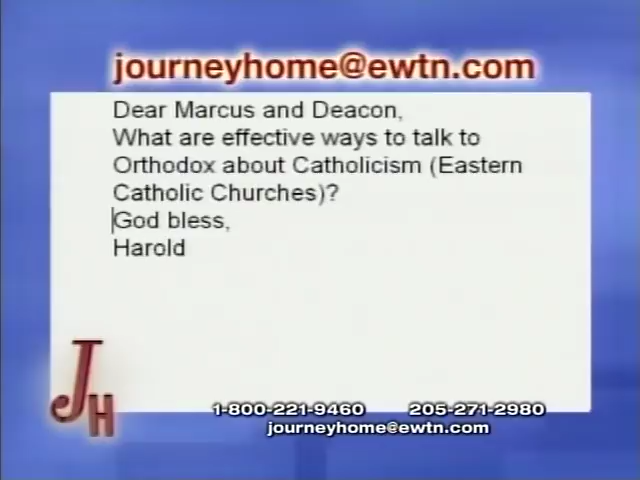 journeyhome@ewtn.com
Dear Marcus and Deacon,
What are effective ways to talk to
Orthodox about Catholicism (Eastern
Catholic Churches)?
God bless,
Harold
JH
1-800-221-9460 205-271-2980
journeyhome@ewtn.com